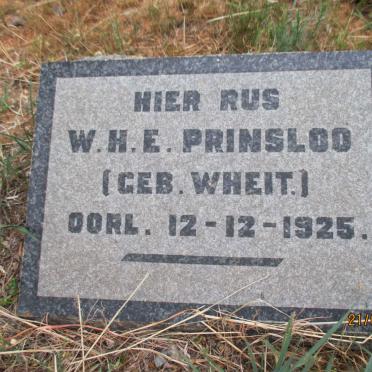 HIER RUS
W.H.E. PRINSLOO
(GEB. WHEIT.)
OORL. 12-12-1925.